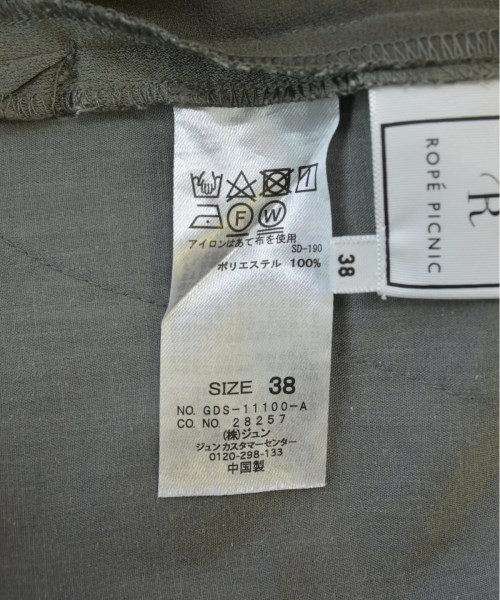 F W
アイロンはあて布を使用
SD-190
ポリエステル 100%
SIZE 38
NO. GDS-11100-A
CO. NO. 28257
(株)ジュン
ジュンカスタマーセンター
0120-298-133
中国製
38
R
ROPÉ PICNIC